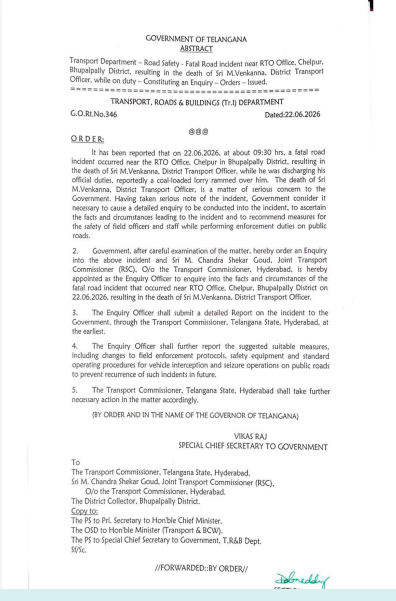 GOVERNMENT OF TELANGANA
ABSTRACT
Transport Department – Road Safety - Fatal Road incident near RTO Office, Chelpur,
Bhupalpally District, resulting in the death of Sri M.Venkanna, District Transport
Officer, while on duty – Constituting an Enquiry – Orders – Issued.
============================================
TRANSPORT, ROADS & BUILDINGS (Tr.I) DEPARTMENT
G.O.Rt.No.346 Dated:22.06.2026
@@@
O R D E R:
It has been reported that on 22.06.2026, at about 09:30 hrs, a fatal road
incident occurred near the RTO Office, Chelpur in Bhupalpally District, resulting in
the death of Sri M.Venkanna, District Transport Officer, while he was discharging his
official duties, reportedly a coal-loaded lorry rammed over him. The death of Sri
M.Venkanna, District Transport Officer, is a matter of serious concern to the
Government. Having taken serious note of the incident, Government consider it
necessary to cause a detailed enquiry to be conducted into the incident, to ascertain
the facts and circumstances leading to the incident and to recommend measures for
the safety of field officers and staff while performing enforcement duties on public
roads.
2. Government, after careful examination of the matter, hereby order an Enquiry
into the above incident and Sri M. Chandra Shekar Goud, Joint Transport
Commissioner (RSC), O/o the Transport Commissioner, Hyderabad, is hereby
appointed as the Enquiry Officer to enquire into the facts and circumstances of the
fatal road incident that occurred near RTO Office, Chelpur, Bhupalpally District on
22.06.2026, resulting in the death of Sri M.Venkanna, District Transport Officer.
3. The Enquiry Officer shall submit a detailed Report on the incident to the
Government, through the Transport Commissioner, Telangana State, Hyderabad, at
the earliest.
4. The Enquiry Officer shall further report the suggested suitable measures,
including changes to field enforcement protocols, safety equipment and standard
operating procedures for vehicle interception and seizure operations on public roads
to prevent recurrence of such incidents in future.
5. The Transport Commissioner, Telangana State, Hyderabad shall take further
necessary action in the matter accordingly.
(BY ORDER AND IN THE NAME OF THE GOVERNOR OF TELANGANA)
VIKAS RAJ
SPECIAL CHIEF SECRETARY TO GOVERNMENT
To
The Transport Commissioner, Telangana State, Hyderabad.
Sri M. Chandra Shekar Goud, Joint Transport Commissioner (RSC),
O/o the Transport Commissioner, Hyderabad.
The District Collector, Bhupalpally District.
Copy to:
The PS to Prl. Secretary to Hon'ble Chief Minister.
The OSD to Hon'ble Minister (Transport & BCW).
The PS to Special Chief Secretary to Government, T.R&B Dept.
Sf/Sc.
//FORWARDED::BY ORDER//